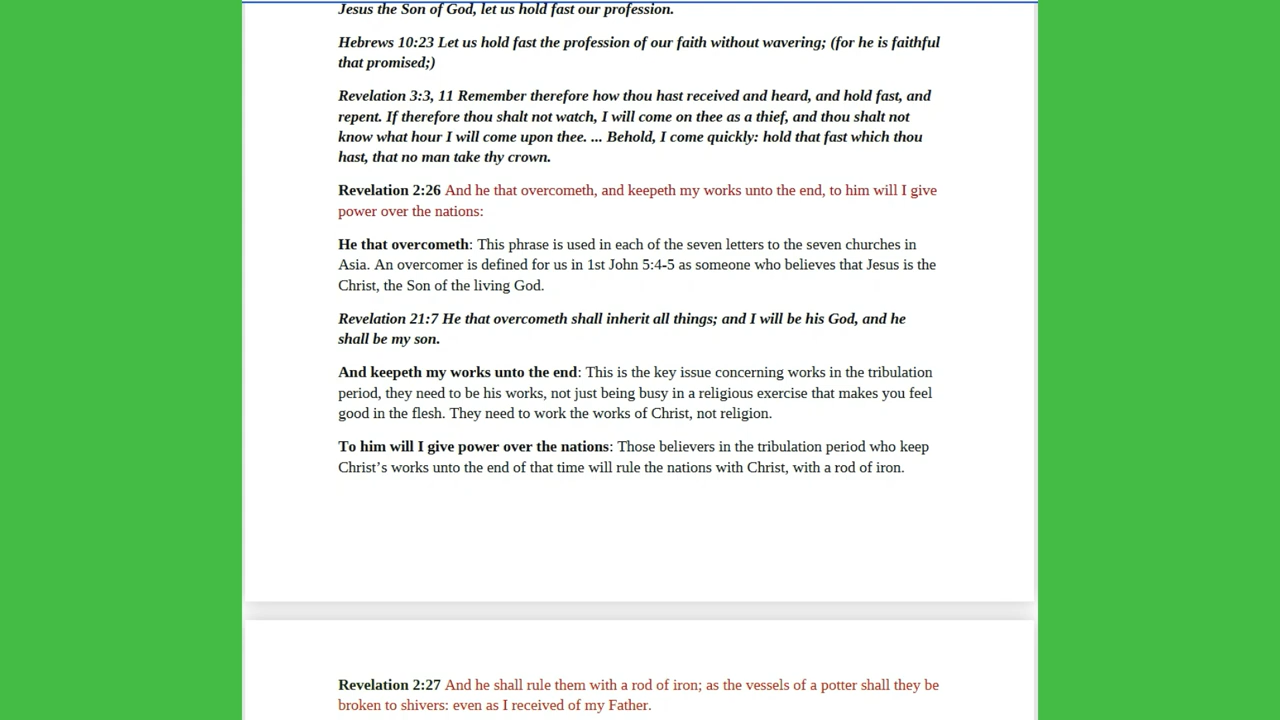 Jesus the Son of God, let us hold fast our profession.
Hebrews 10:23 Let us hold fast the profession of our faith without wavering; (for he is faithful
that promised;)
Revelation 3:3, 11 Remember therefore how thou hast received and heard, and hold fast, and
repent. If therefore thou shalt not watch, I will come on thee as a thief, and thou shalt not
know what hour I will come upon thee. ... Behold, I come quickly: hold that fast which thou
hast, that no man take thy crown.
Revelation 2:26 And he that overcometh, and keepeth my works unto the end, to him will I give
power over the nations:
He that overcometh: This phrase is used in each of the seven letters to the seven churches in
Asia. An overcomer is defined for us in 1st John 5:4-5 as someone who believes that Jesus is the
Christ, the Son of the living God.
Revelation 21:7 He that overcometh shall inherit all things; and I will be his God, and he
shall be my son.
And keepeth my works unto the end: This is the key issue concerning works in the tribulation
period, they need to be his works, not just being busy in a religious exercise that makes you feel
good in the flesh. They need to work the works of Christ, not religion.
To him will I give power over the nations: Those believers in the tribulation period who keep
Christ’s works unto the end of that time will rule the nations with Christ, with a rod of iron.
Revelation 2:27 And he shall rule them with a rod of iron; as the vessels of a potter shall they be
broken to shivers: even as I received of my Father.